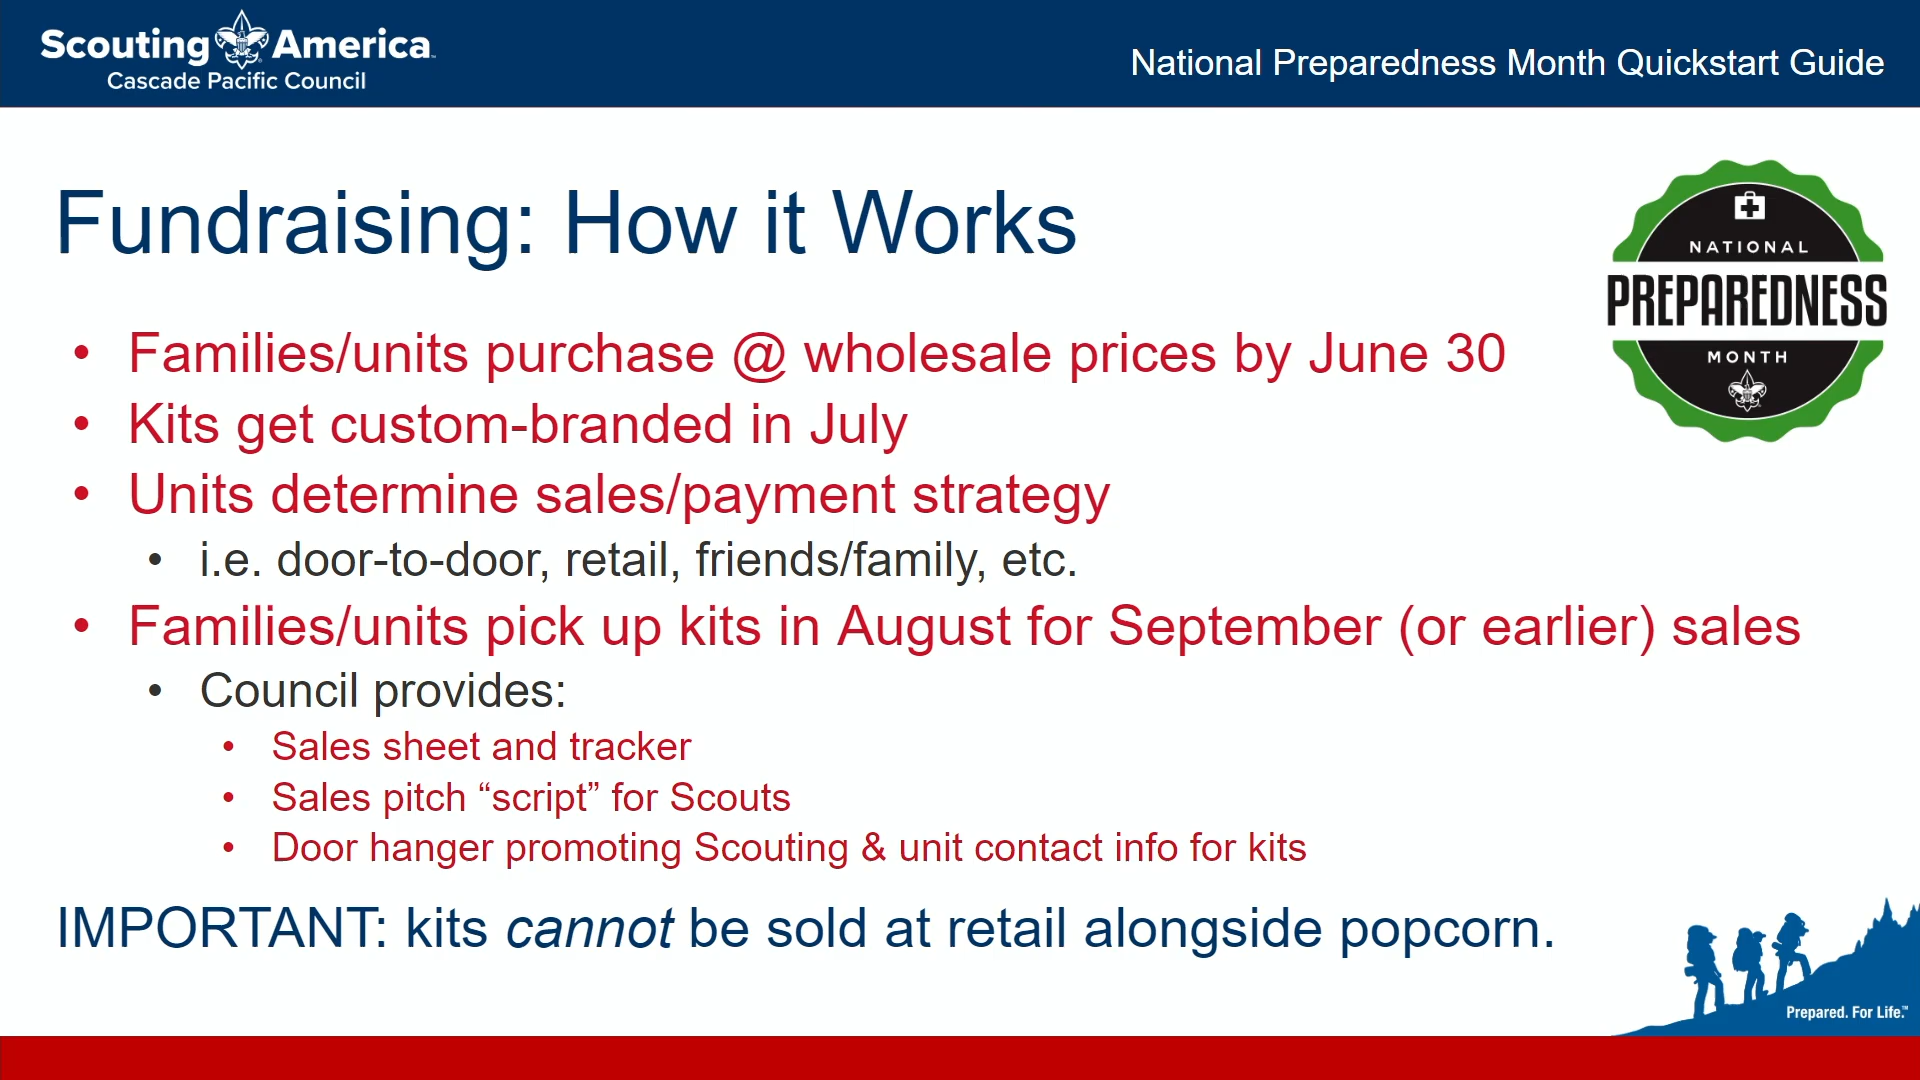 Scouting America
Cascade Pacific Council
National Preparedness Month Quickstart Guide
Fundraising: How it Works
NATIONAL
PREPAREDNESS
MONTH
• Families/units purchase @ wholesale prices by June 30
• Kits get custom-branded in July
• Units determine sales/payment strategy
• i.e. door-to-door, retail, friends/family, etc.
• Families/units pick up kits in August for September (or earlier) sales
• Council provides:
• Sales sheet and tracker
• Sales pitch “script” for Scouts
• Door hanger promoting Scouting & unit contact info for kits
IMPORTANT: kits cannot be sold at retail alongside popcorn.
Prepared. For Life.™